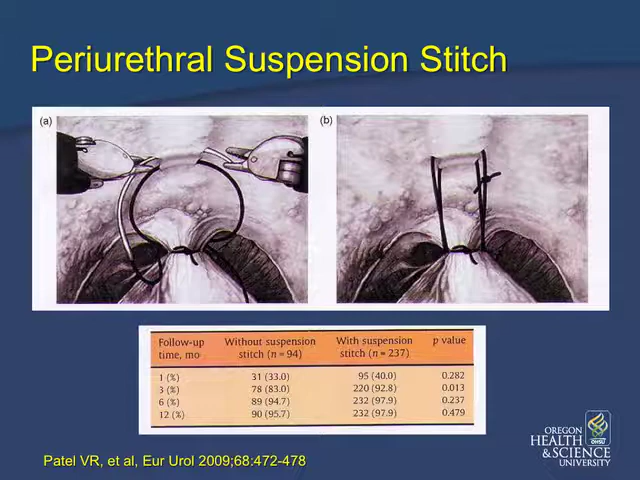 Periurethral Suspension Stitch
(a)
(b)
Follow-up Without suspension With suspension p value
time, mo stitch (n = 94) stitch (n = 237)
1 (%) 31 (33.0) 95 (40.0) 0.282
3 (%) 78 (83.0) 220 (92.8) 0.013
6 (%) 89 (94.7) 232 (97.9) 0.237
12 (%) 90 (95.7) 232 (97.9) 0.479
OREGON
HEALTH
&SCIENCE
UNIVERSITY
OHSU
Patel VR, et al, Eur Urol 2009;68:472-478